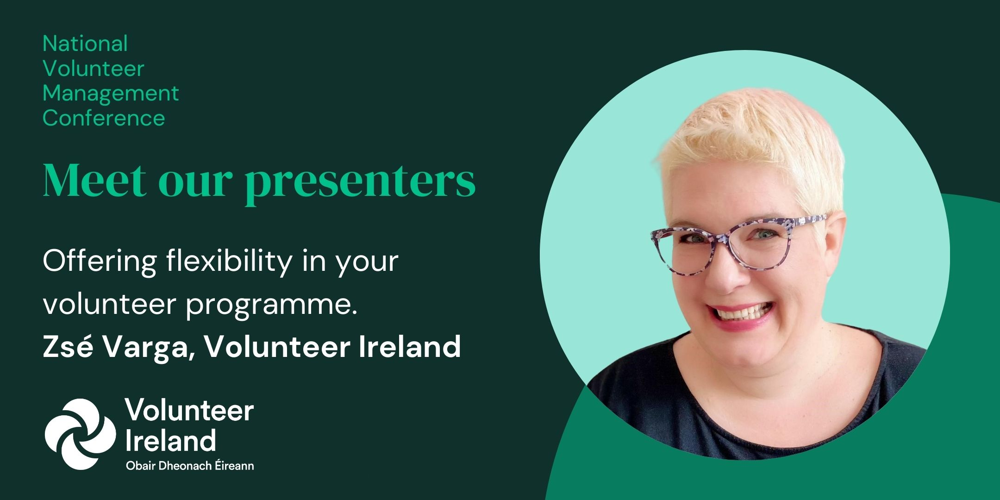 National
Volunteer
Management
Conference
Meet our presenters
Offering flexibility in your
volunteer programme.
Zsé Varga, Volunteer Ireland
Volunteer
Ireland
Obair Dheonach Éireann